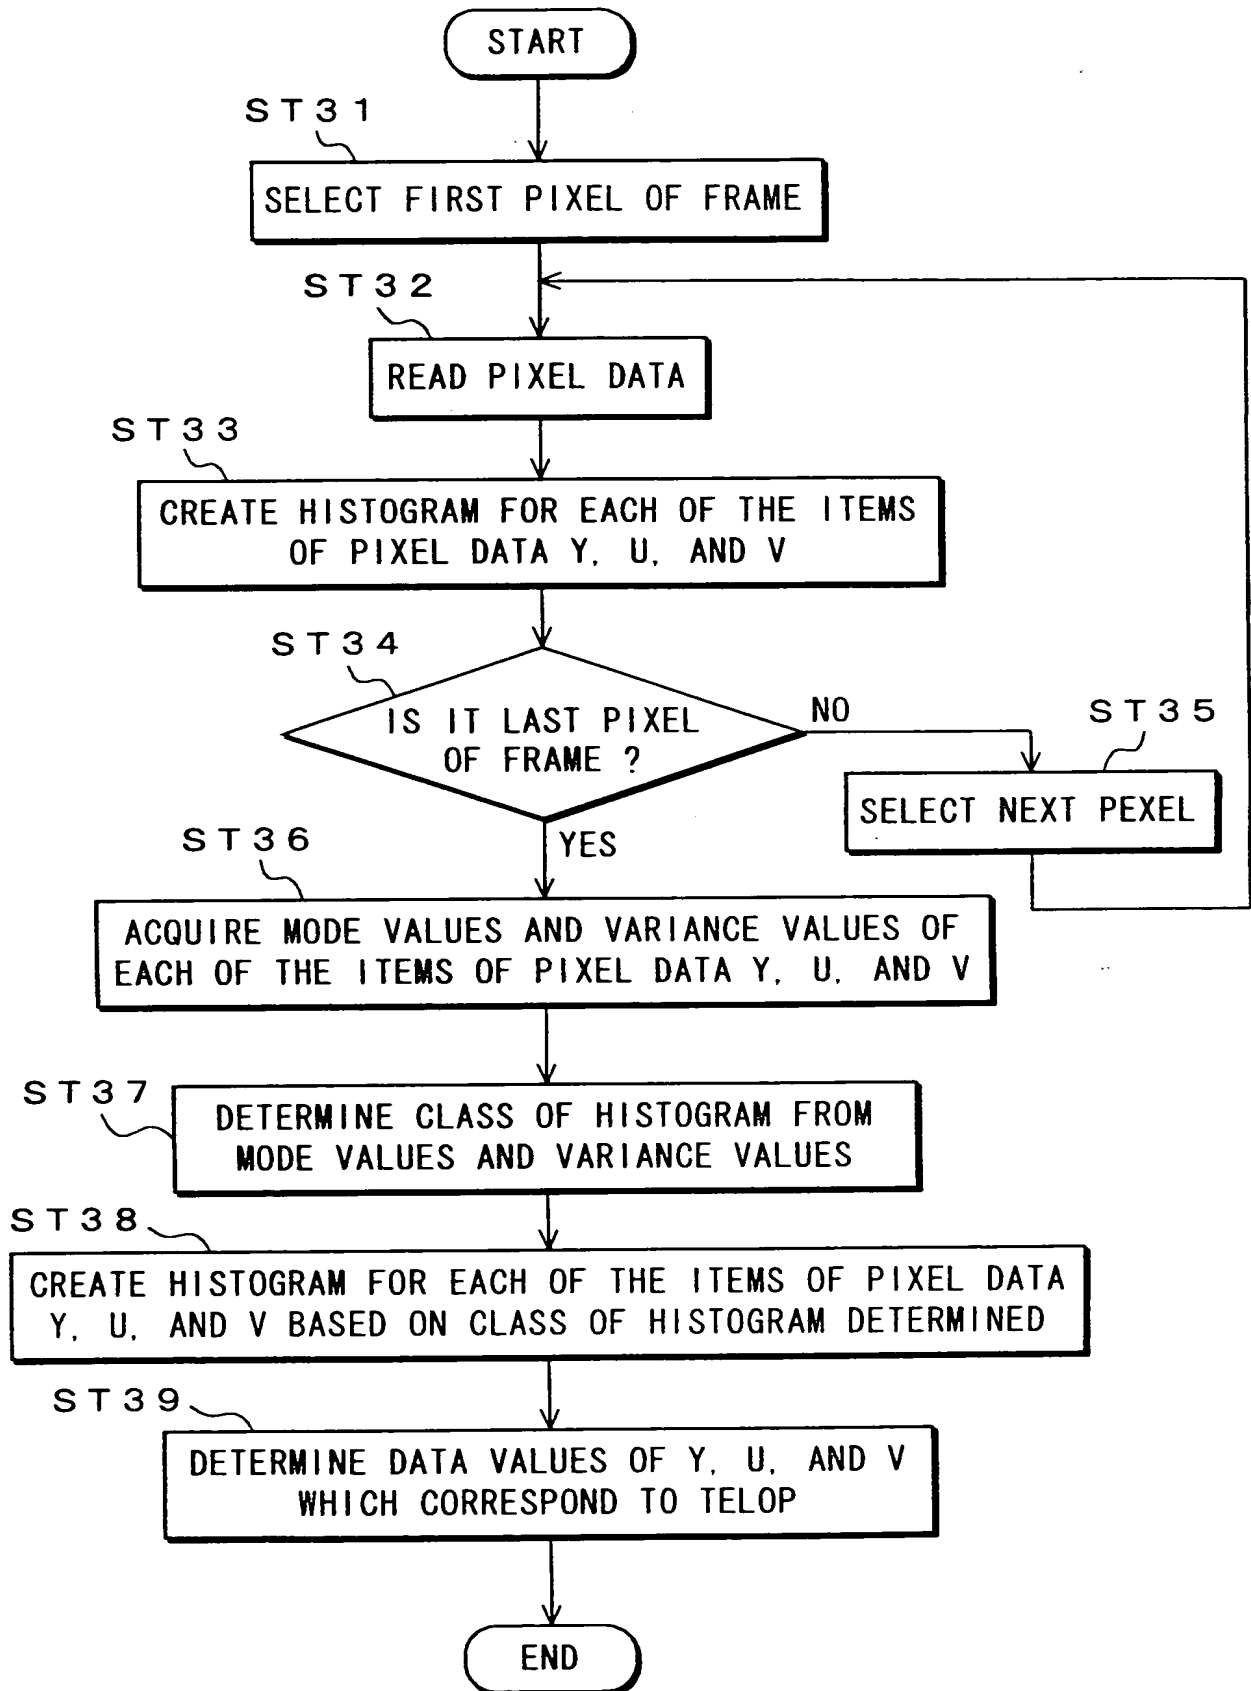 START
ST31
SELECT FIRST PIXEL OF FRAME
ST32
READ PIXEL DATA
ST33
CREATE HISTOGRAM FOR EACH OF THE ITEMS
OF PIXEL DATA Y, U, AND V
ST34
IS IT LAST PIXEL
OF FRAME ?
NO
ST35
SELECT NEXT PEXEL
YES
ST36
ACQUIRE MODE VALUES AND VARIANCE VALUES OF
EACH OF THE ITEMS OF PIXEL DATA Y, U, AND V
ST37
DETERMINE CLASS OF HISTOGRAM FROM
MODE VALUES AND VARIANCE VALUES
ST38
CREATE HISTOGRAM FOR EACH OF THE ITEMS OF PIXEL DATA
Y, U, AND V BASED ON CLASS OF HISTOGRAM DETERMINED
ST39
DETERMINE DATA VALUES OF Y, U, AND V
WHICH CORRESPOND TO TELOP
END